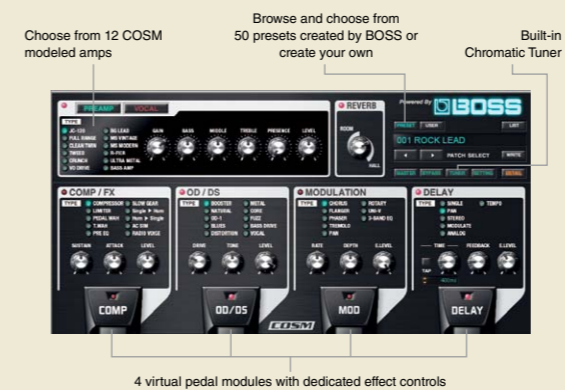 Choose from 12 COSM
modeled amps
Browse and choose from
50 presets created by BOSS or
create your own
Built-in
Chromatic Tuner
PREAMP VOCAL
TYPE
JC-120 BG LEAD
FULL RANGE MS VINTAGE
CLEAN TWIN MS MODERN
TWEED R-FIER
CRUNCH ULTRA METAL
VO DRIVE BASS AMP
GAIN BASS MIDDLE TREBLE PRESENCE LEVEL
REVERB
ROOM
HALL
Powered By BOSS
PRESET USER LIST
001 ROCK LEAD
PATCH SELECT WRITE
MASTER BYPASS TUNER SETTING DETAIL
COMP / FX
TYPE COMPRESSOR SLOW GEAR
LIMITER Single Hum
PEDAL WAH Hum Single
T.WAH AC SIM
PRE EQ RADIO VOICE
SUSTAIN ATTACK LEVEL
COMP
OD / DS
TYPE BOOSTER METAL
NATURAL CORE
OD-1 FUZZ
BLUES BASS DRIVE
DISTORTION VOCAL
DRIVE TONE LEVEL
OD/DS
MODULATION
TYPE CHORUS ROTARY
FLANGER UNI-V
PHASER 3-BAND EQ
TREMOLO
PAN
RATE DEPTH E.LEVEL
MOD
DELAY
TYPE SINGLE TEMPO
PAN
STEREO
MODULATE
ANALOG
TIME FEEDBACK E.LEVEL
TAP
DELAY
COSM
4 virtual pedal modules with dedicated effect controls